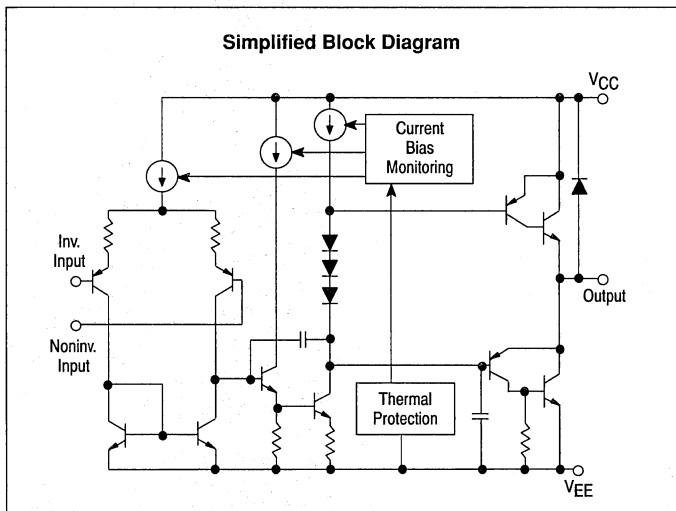 Simplified Block Diagram
VCC
Current
Bias
Monitoring
Inv.
Input
Output
Noninv.
Input
Thermal
Protection
VEE